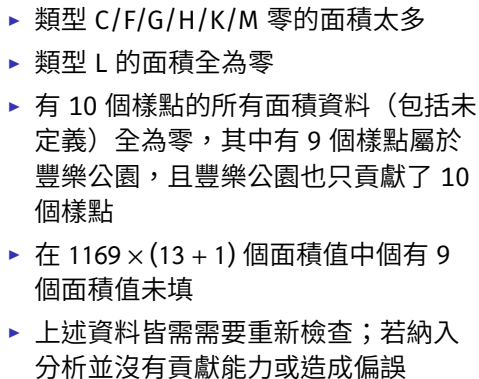 ▶ 類型 C/F/G/H/K/M 零的面積太多
▶ 類型 L 的面積全為零
▶ 有 10 個樣點的所有面積資料（包括未
定義）全為零，其中有 9 個樣點屬於
豐樂公園，且豐樂公園也只貢獻了 10
個樣點
▶ 在 1169 × (13 + 1) 個面積值中個有 9
個面積值未填
▶ 上述資料皆需需要重新檢查；若納入
分析並沒有貢獻能力或造成偏誤